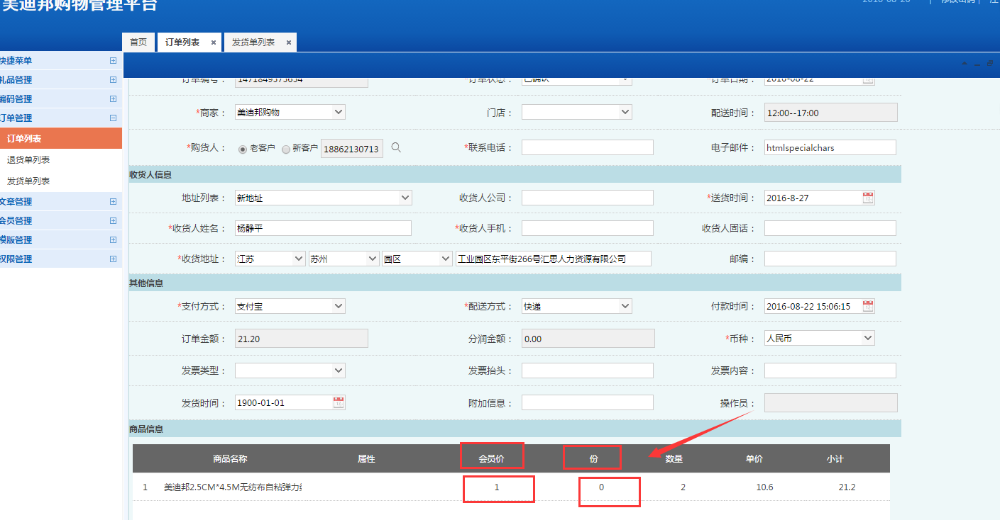 美迪邦购物管理平台
2016-08-26 | 修改密码 | 注
首页 订单列表 × 发货单列表 ×
快捷菜单
礼品管理
编码管理
订单管理
订单列表
退货单列表
发货单列表
文章管理
会员管理
模版管理
权限管理
订单编号： 1471849575634 *订单状态： 已确认 *订单日期： 2016-08-22
*商家： 美迪邦购物 门店： 配送时间： 12:00--17:00
*购货人： 老客户 新客户 18862130713 *联系电话： 电子邮件： htmlspecialchars
收货人信息
地址列表： 新地址 收货人公司： *送货时间： 2016-8-27
*收货人姓名： 杨静平 *收货人手机： 收货人固话：
*收货地址： 江苏 苏州 园区 工业园区东平街266号汇思人力资源有限公司 邮编：
其他信息
*支付方式： 支付宝 *配送方式： 快递 付款时间： 2016-08-22 15:06:15
订单金额： 21.20 分润金额： 0.00 *币种： 人民币
发票类型： 发票抬头： 发票内容：
发货时间： 1900-01-01 附加信息： 操作员：
商品信息
商品名称 属性 会员价 份 数量 单价 小计
1 美迪邦2.5CM*4.5M无纺布自粘弹力 1 0 2 10.6 21.2